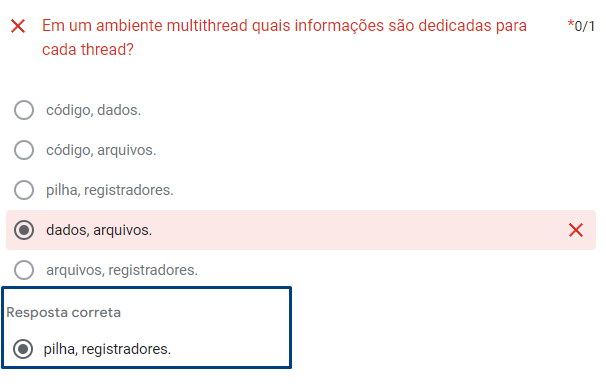 Em um ambiente multithread quais informações são dedicadas para *0/1
cada thread?
código, dados.
código, arquivos.
pilha, registradores.
dados, arquivos.
arquivos, registradores.
Resposta correta
pilha, registradores.